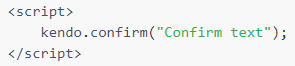 <script>
    kendo.confirm("Confirm text");
</script>